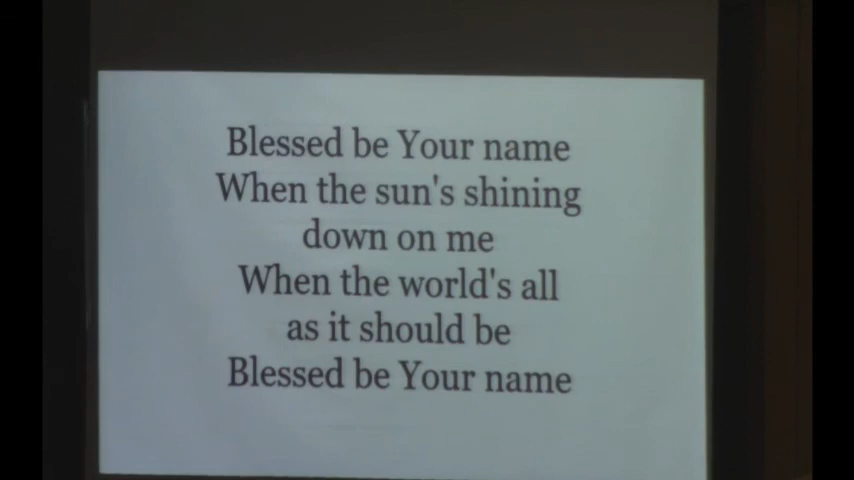 Blessed be Your name
When the sun's shining
down on me
When the world's all
as it should be
Blessed be Your name